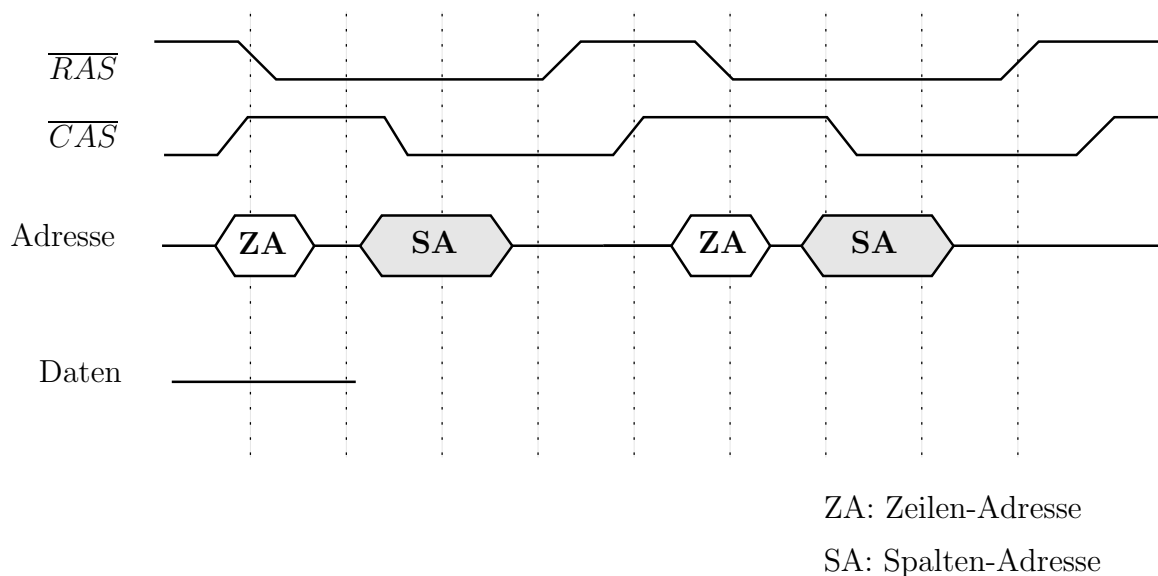 RAS
CAS
Adresse ZA SA ZA SA
Daten
ZA: Zeilen-Adresse
SA: Spalten-Adresse